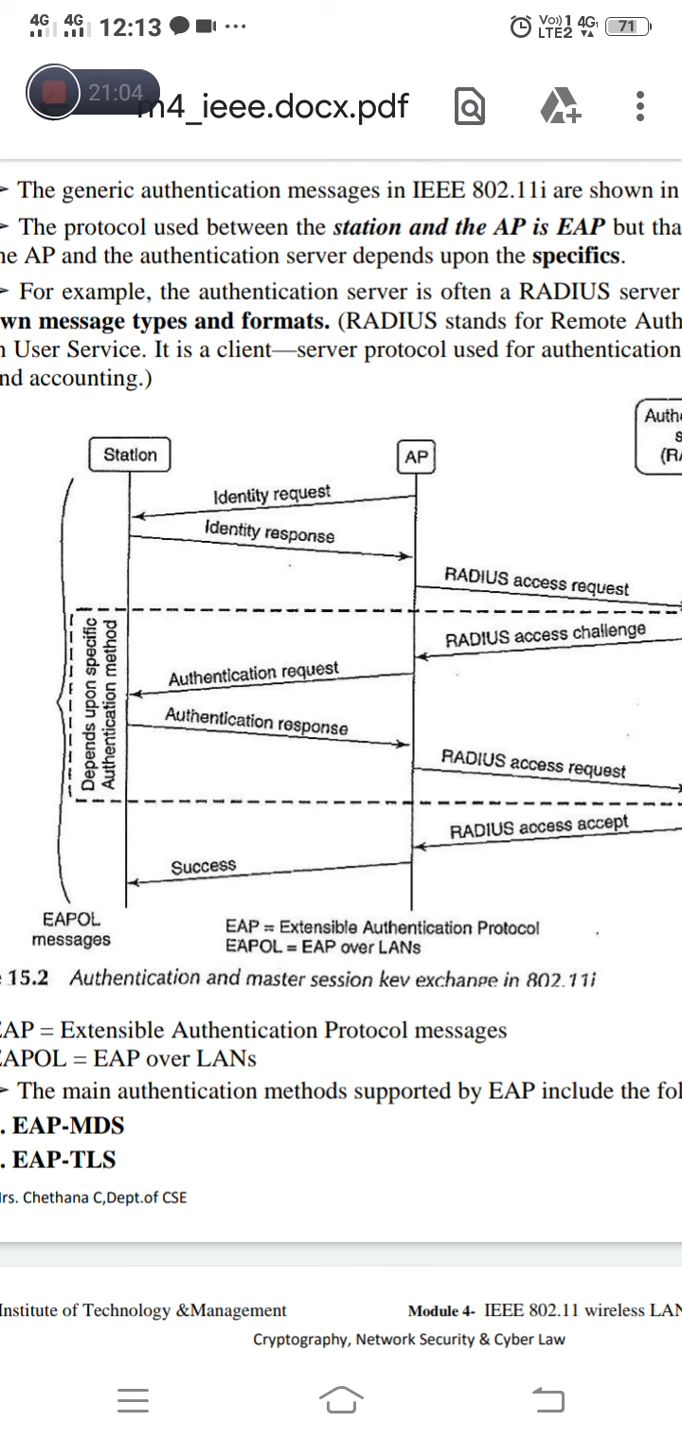 4G 4G 12:13 ...
Vo)) 1 4G
LTE2
71
21:04
m4_ieee.docx.pdf
The generic authentication messages in IEEE 802.11i are shown in
The protocol used between the station and the AP is EAP but tha
he AP and the authentication server depends upon the specifics.
For example, the authentication server is often a RADIUS server
wn message types and formats. (RADIUS stands for Remote Auth
n User Service. It is a client—server protocol used for authentication
nd accounting.)
Station
AP
Auth
s
(RA
Identity request
Identity response
RADIUS access request
RADIUS access challenge
Depends upon specific
Authentication method
Authentication request
Authentication response
RADIUS access request
RADIUS access accept
Success
EAPOL
messages
EAP = Extensible Authentication Protocol
EAPOL = EAP over LANs
15.2 Authentication and master session key exchange in 802.11i
EAP = Extensible Authentication Protocol messages
EAPOL = EAP over LANs
The main authentication methods supported by EAP include the fol
. EAP-MDS
. EAP-TLS
Mrs. Chethana C,Dept.of CSE
Institute of Technology &Management
Module 4- IEEE 802.11 wireless LAN
Cryptography, Network Security & Cyber Law